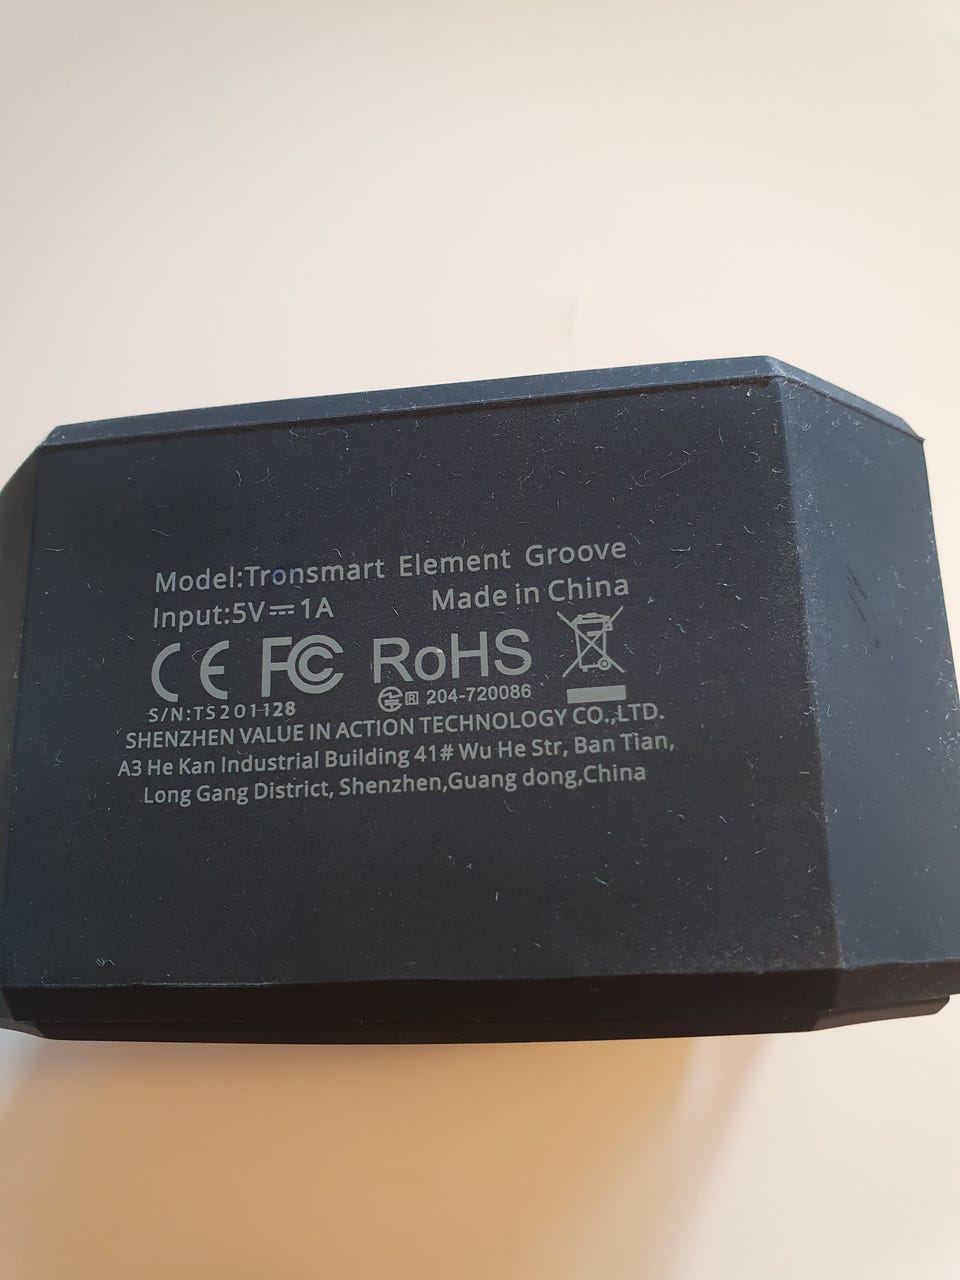 Model:Tronsmart Element Groove
Input:5V⎓1A Made in China
CE FC RoHS
R 204-720086
S/N:TS201128
SHENZHEN VALUE IN ACTION TECHNOLOGY CO.,LTD.
A3 He Kan Industrial Building 41# Wu He Str, Ban Tian,
Long Gang District, Shenzhen,Guang dong,China